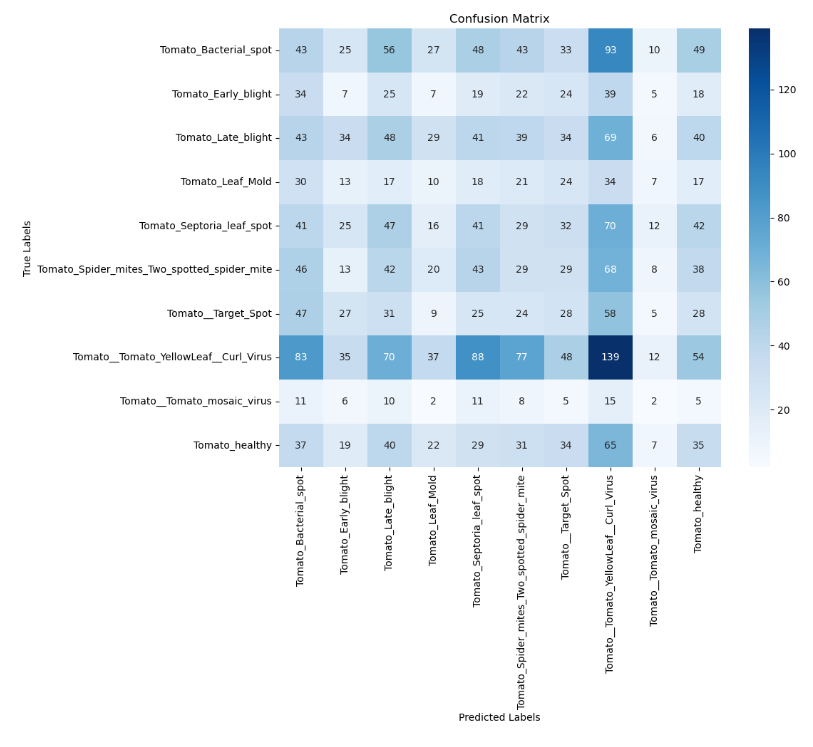 Confusion Matrix
Tomato_Bacterial_spot 43 25 56 27 48 43 33 93 10 49
Tomato_Early_blight 34 7 25 7 19 22 24 39 5 18
Tomato_Late_blight 43 34 48 29 41 39 34 69 6 40
Tomato_Leaf_Mold 30 13 17 10 18 21 24 34 7 17
Tomato_Septoria_leaf_spot 41 25 47 16 41 29 32 70 12 42
Tomato_Spider_mites_Two_spotted_spider_mite 46 13 42 20 43 29 29 68 8 38
Tomato__Target_Spot 47 27 31 9 25 24 28 58 5 28
Tomato__Tomato_YellowLeaf__Curl_Virus 83 35 70 37 88 77 48 139 12 54
Tomato__Tomato_mosaic_virus 11 6 10 2 11 8 5 15 2 5
Tomato_healthy 37 19 40 22 29 31 34 65 7 35
True Labels
Tomato_Bacterial_spot
Tomato_Early_blight
Tomato_Late_blight
Tomato_Leaf_Mold
Tomato_Septoria_leaf_spot
Tomato_Spider_mites_Two_spotted_spider_mite
Tomato__Target_Spot
Tomato__Tomato_YellowLeaf__Curl_Virus
Tomato__Tomato_mosaic_virus
Tomato_healthy
Predicted Labels
120
100
80
60
40
20